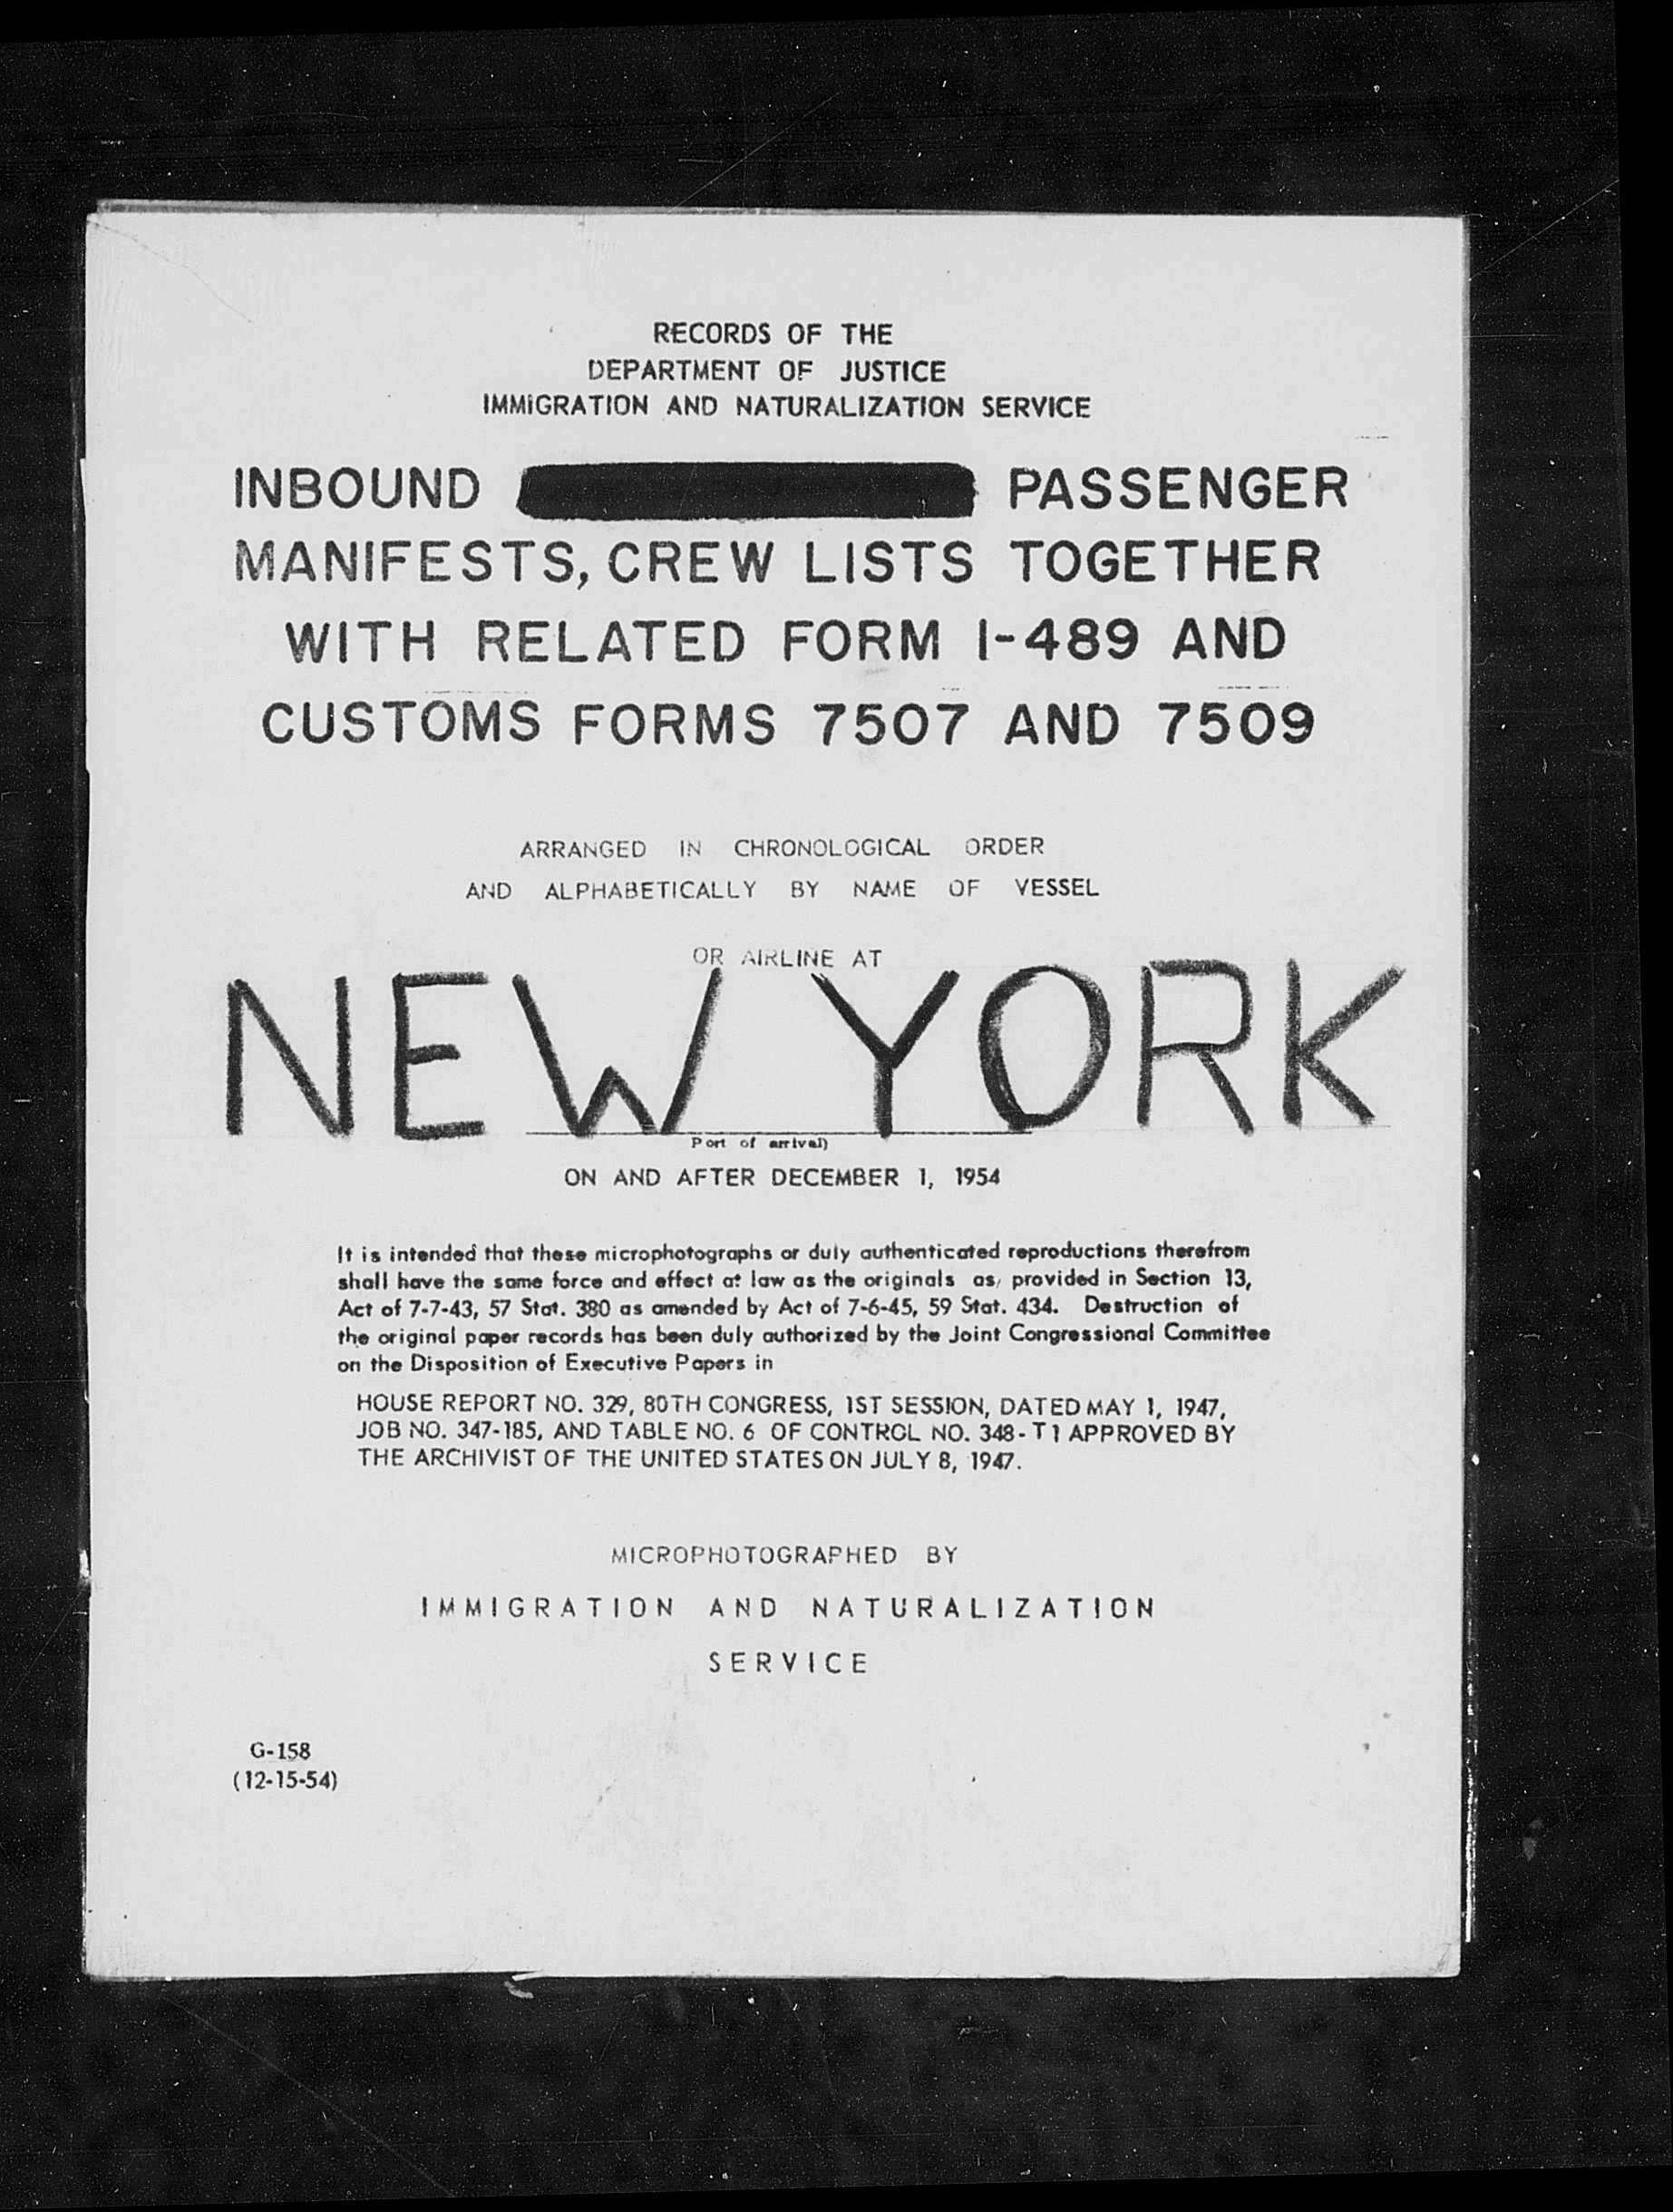 RECORDS OF THE
DEPARTMENT OF JUSTICE
IMMIGRATION AND NATURALIZATION SERVICE
INBOUND PASSENGER
MANIFESTS, CREW LISTS TOGETHER
WITH RELATED FORM I-489 AND
CUSTOMS FORMS 7507 AND 7509
ARRANGED IN CHRONOLOGICAL ORDER
AND ALPHABETICALLY BY NAME OF VESSEL
OR AIRLINE AT
NEW YORK
Port of arrival)
ON AND AFTER DECEMBER 1, 1954
It is intended that these microphotographs or duly authenticated reproductions therefrom
shall have the same force and effect at law as the originals as, provided in Section 13,
Act of 7-7-43, 57 Stat. 380 as amended by Act of 7-6-45, 59 Stat. 434. Destruction of
the original paper records has been duly authorized by the Joint Congressional Committee
on the Disposition of Executive Papers in
HOUSE REPORT NO. 329, 80TH CONGRESS, 1ST SESSION, DATED MAY 1, 1947,
JOB NO. 347-185, AND TABLE NO. 6 OF CONTROL NO. 348-T1 APPROVED BY
THE ARCHIVIST OF THE UNITED STATES ON JULY 8, 1947.
MICROPHOTOGRAPHED BY
IMMIGRATION AND NATURALIZATION
SERVICE
G-158
(12-15-54)